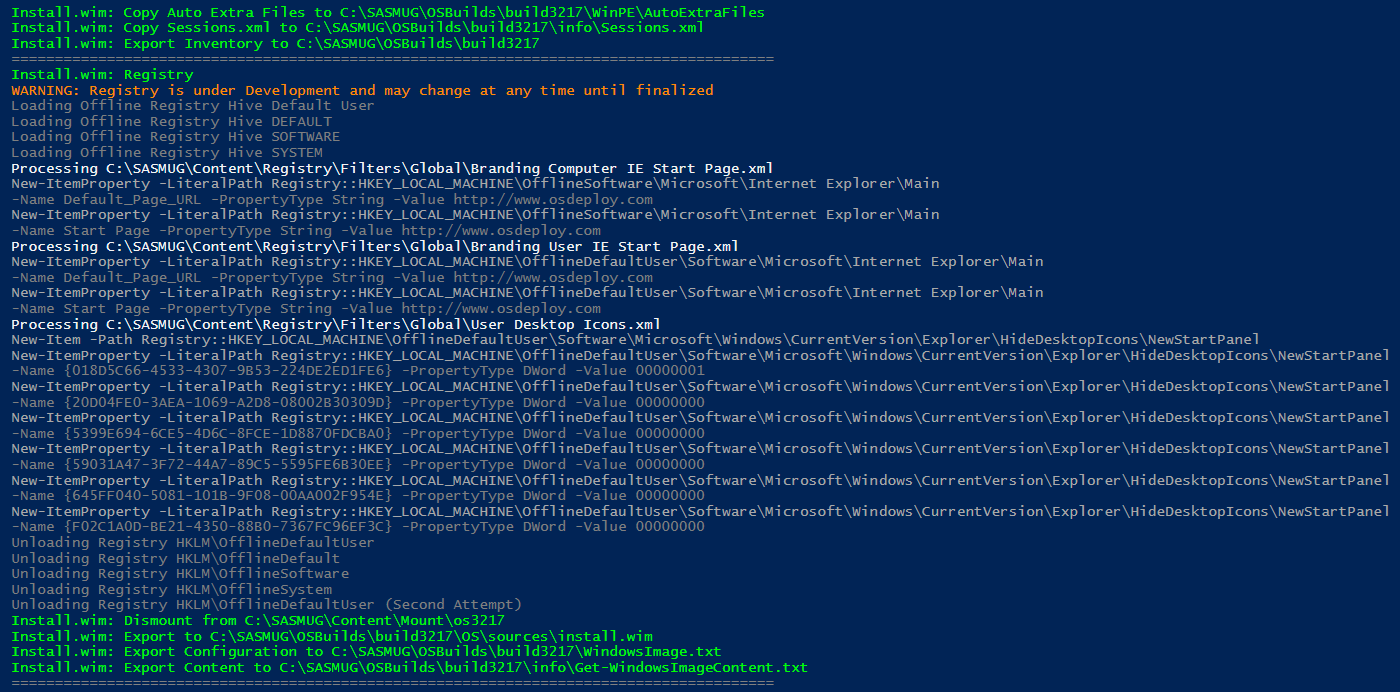 Install.wim: Copy Auto Extra Files to C:\SASMUG\OSBuilds\build3217\WinPE\AutoExtraFiles
Install.wim: Copy Sessions.xml to C:\SASMUG\OSBuilds\build3217\info\Sessions.xml
Install.wim: Export Inventory to C:\SASMUG\OSBuilds\build3217
========================================================================================
Install.wim: Registry
WARNING: Registry is under Development and may change at any time until finalized
Loading Offline Registry Hive Default User
Loading Offline Registry Hive DEFAULT
Loading Offline Registry Hive SOFTWARE
Loading Offline Registry Hive SYSTEM
Processing C:\SASMUG\Content\Registry\Filters\Global\Branding Computer IE Start Page.xml
New-ItemProperty -LiteralPath Registry::HKEY_LOCAL_MACHINE\OfflineSoftware\Microsoft\Internet Explorer\Main
-Name Default_Page_URL -PropertyType String -Value http://www.osdeploy.com
New-ItemProperty -LiteralPath Registry::HKEY_LOCAL_MACHINE\OfflineSoftware\Microsoft\Internet Explorer\Main
-Name Start Page -PropertyType String -Value http://www.osdeploy.com
Processing C:\SASMUG\Content\Registry\Filters\Global\Branding User IE Start Page.xml
New-ItemProperty -LiteralPath Registry::HKEY_LOCAL_MACHINE\OfflineDefaultUser\Software\Microsoft\Internet Explorer\Main
-Name Default_Page_URL -PropertyType String -Value http://www.osdeploy.com
New-ItemProperty -LiteralPath Registry::HKEY_LOCAL_MACHINE\OfflineDefaultUser\Software\Microsoft\Internet Explorer\Main
-Name Start Page -PropertyType String -Value http://www.osdeploy.com
Processing C:\SASMUG\Content\Registry\Filters\Global\User Desktop Icons.xml
New-Item -Path Registry::HKEY_LOCAL_MACHINE\OfflineDefaultUser\Software\Microsoft\Windows\CurrentVersion\Explorer\HideDesktopIcons\NewStartPanel
New-ItemProperty -LiteralPath Registry::HKEY_LOCAL_MACHINE\OfflineDefaultUser\Software\Microsoft\Windows\CurrentVersion\Explorer\HideDesktopIcons\NewStartPanel
-Name {018D5C66-4533-4307-9B53-224DE2ED1FE6} -PropertyType DWord -Value 00000001
New-ItemProperty -LiteralPath Registry::HKEY_LOCAL_MACHINE\OfflineDefaultUser\Software\Microsoft\Windows\CurrentVersion\Explorer\HideDesktopIcons\NewStartPanel
-Name {20D04FE0-3AEA-1069-A2D8-08002B30309D} -PropertyType DWord -Value 00000000
New-ItemProperty -LiteralPath Registry::HKEY_LOCAL_MACHINE\OfflineDefaultUser\Software\Microsoft\Windows\CurrentVersion\Explorer\HideDesktopIcons\NewStartPanel
-Name {5399E694-6CE5-4D6C-8FCE-1D8870FDCBA0} -PropertyType DWord -Value 00000000
New-ItemProperty -LiteralPath Registry::HKEY_LOCAL_MACHINE\OfflineDefaultUser\Software\Microsoft\Windows\CurrentVersion\Explorer\HideDesktopIcons\NewStartPanel
-Name {59031A47-3F72-44A7-89C5-5595FE6B30EE} -PropertyType DWord -Value 00000000
New-ItemProperty -LiteralPath Registry::HKEY_LOCAL_MACHINE\OfflineDefaultUser\Software\Microsoft\Windows\CurrentVersion\Explorer\HideDesktopIcons\NewStartPanel
-Name {645FF040-5081-101B-9F08-00AA002F954E} -PropertyType DWord -Value 00000000
New-ItemProperty -LiteralPath Registry::HKEY_LOCAL_MACHINE\OfflineDefaultUser\Software\Microsoft\Windows\CurrentVersion\Explorer\HideDesktopIcons\NewStartPanel
-Name {F02C1A0D-BE21-4350-88B0-7367FC96EF3C} -PropertyType DWord -Value 00000000
Unloading Registry HKLM\OfflineDefaultUser
Unloading Registry HKLM\OfflineDefault
Unloading Registry HKLM\OfflineSoftware
Unloading Registry HKLM\OfflineSystem
Unloading Registry HKLM\OfflineDefaultUser (Second Attempt)
Install.wim: Dismount from C:\SASMUG\Content\Mount\os3217
Install.wim: Export to C:\SASMUG\OSBuilds\build3217\OS\sources\install.wim
Install.wim: Export Configuration to C:\SASMUG\OSBuilds\build3217\WindowsImage.txt
Install.wim: Export Content to C:\SASMUG\OSBuilds\build3217\info\Get-WindowsImageContent.txt
========================================================================================